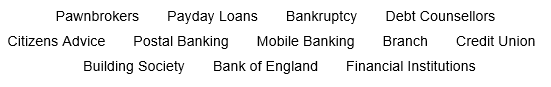 Pawnbrokers Payday Loans Bankruptcy Debt Counsellors
Citizens Advice Postal Banking Mobile Banking Branch Credit Union
Building Society Bank of England Financial Institutions